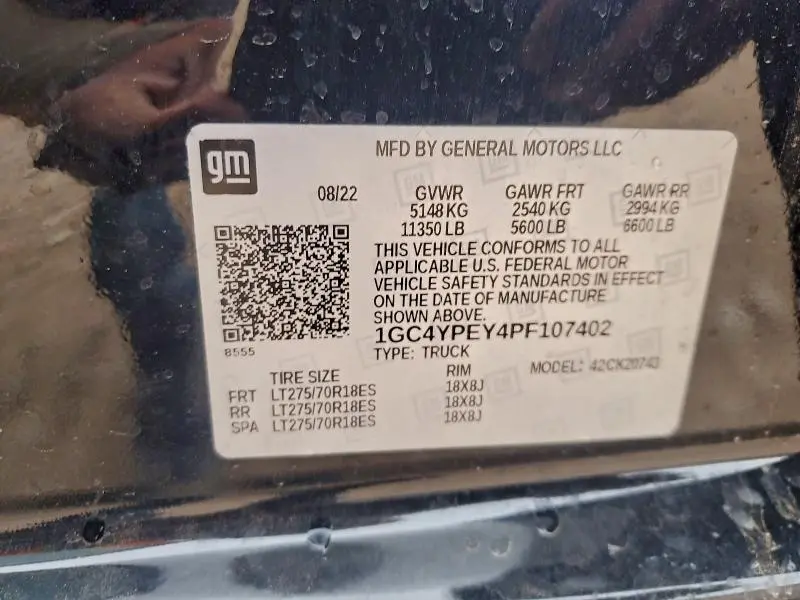 gm
MFD BY GENERAL MOTORS LLC
08/22 GVWR GAWR FRT GAWR RR
5148 KG 2540 KG 2994 KG
11350 LB 5600 LB 6600 LB
THIS VEHICLE CONFORMS TO ALL
APPLICABLE U.S. FEDERAL MOTOR
VEHICLE SAFETY STANDARDS IN EFFECT
ON THE DATE OF MANUFACTURE
SHOWN ABOVE.
1GC4YPEY4PF107402
8555 TYPE: TRUCK
TIRE SIZE RIM MODEL: 42CK20743
FRT LT275/70R18ES 18X8J
RR LT275/70R18ES 18X8J
SPA LT275/70R18ES 18X8J